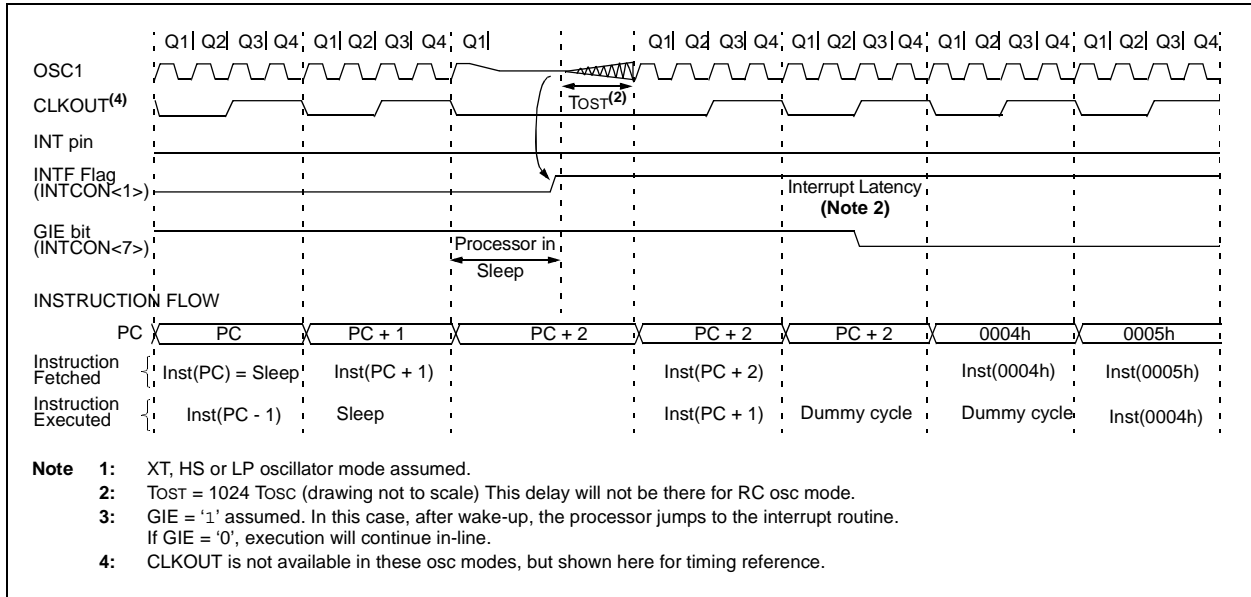 Q1 Q2 Q3 Q4 Q1 Q2 Q3 Q4 Q1 Q1 Q2 Q3 Q4 Q1 Q2 Q3 Q4 Q1 Q2 Q3 Q4 Q1 Q2 Q3 Q4
OSC1
CLKOUT(4)
TOST(2)
INT pin
INTF Flag
(INTCON<1>)
Interrupt Latency
(Note 2)
GIE bit
(INTCON<7>)
Processor in
Sleep
INSTRUCTION FLOW
PC PC PC + 1 PC + 2 PC + 2 PC + 2 0004h 0005h
Instruction
Fetched
Inst(PC) = Sleep Inst(PC + 1) Inst(PC + 2) Inst(0004h) Inst(0005h)
Instruction
Executed
Inst(PC - 1) Sleep Inst(PC + 1) Dummy cycle Dummy cycle Inst(0004h)
Note 1: XT, HS or LP oscillator mode assumed.
2: TOST = 1024 TOSC (drawing not to scale) This delay will not be there for RC osc mode.
3: GIE = ‘1’ assumed. In this case, after wake-up, the processor jumps to the interrupt routine.
If GIE = ‘0’, execution will continue in-line.
4: CLKOUT is not available in these osc modes, but shown here for timing reference.